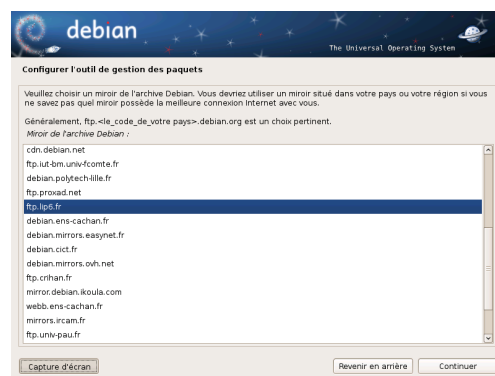 debian
The Universal Operating System
Configurer l'outil de gestion des paquets
Veuillez choisir un miroir de l'archive Debian. Vous devriez utiliser un miroir situé dans votre pays ou votre région si vous
ne savez pas quel miroir possède la meilleure connexion Internet avec vous.
Généralement, ftp.<le_code_de_votre pays>.debian.org est un choix pertinent.
Miroir de l'archive Debian :
cdn.debian.net
ftp.iut-bm.univ-fcomte.fr
debian.polytech-lille.fr
ftp.proxad.net
ftp.lip6.fr
debian.ens-cachan.fr
debian.mirrors.easynet.fr
debian.cict.fr
debian.mirrors.ovh.net
ftp.crihan.fr
mirror.debian.ikoula.com
webb.ens-cachan.fr
mirrors.ircam.fr
ftp.univ-pau.fr
Capture d'écran
Revenir en arrière
Continuer